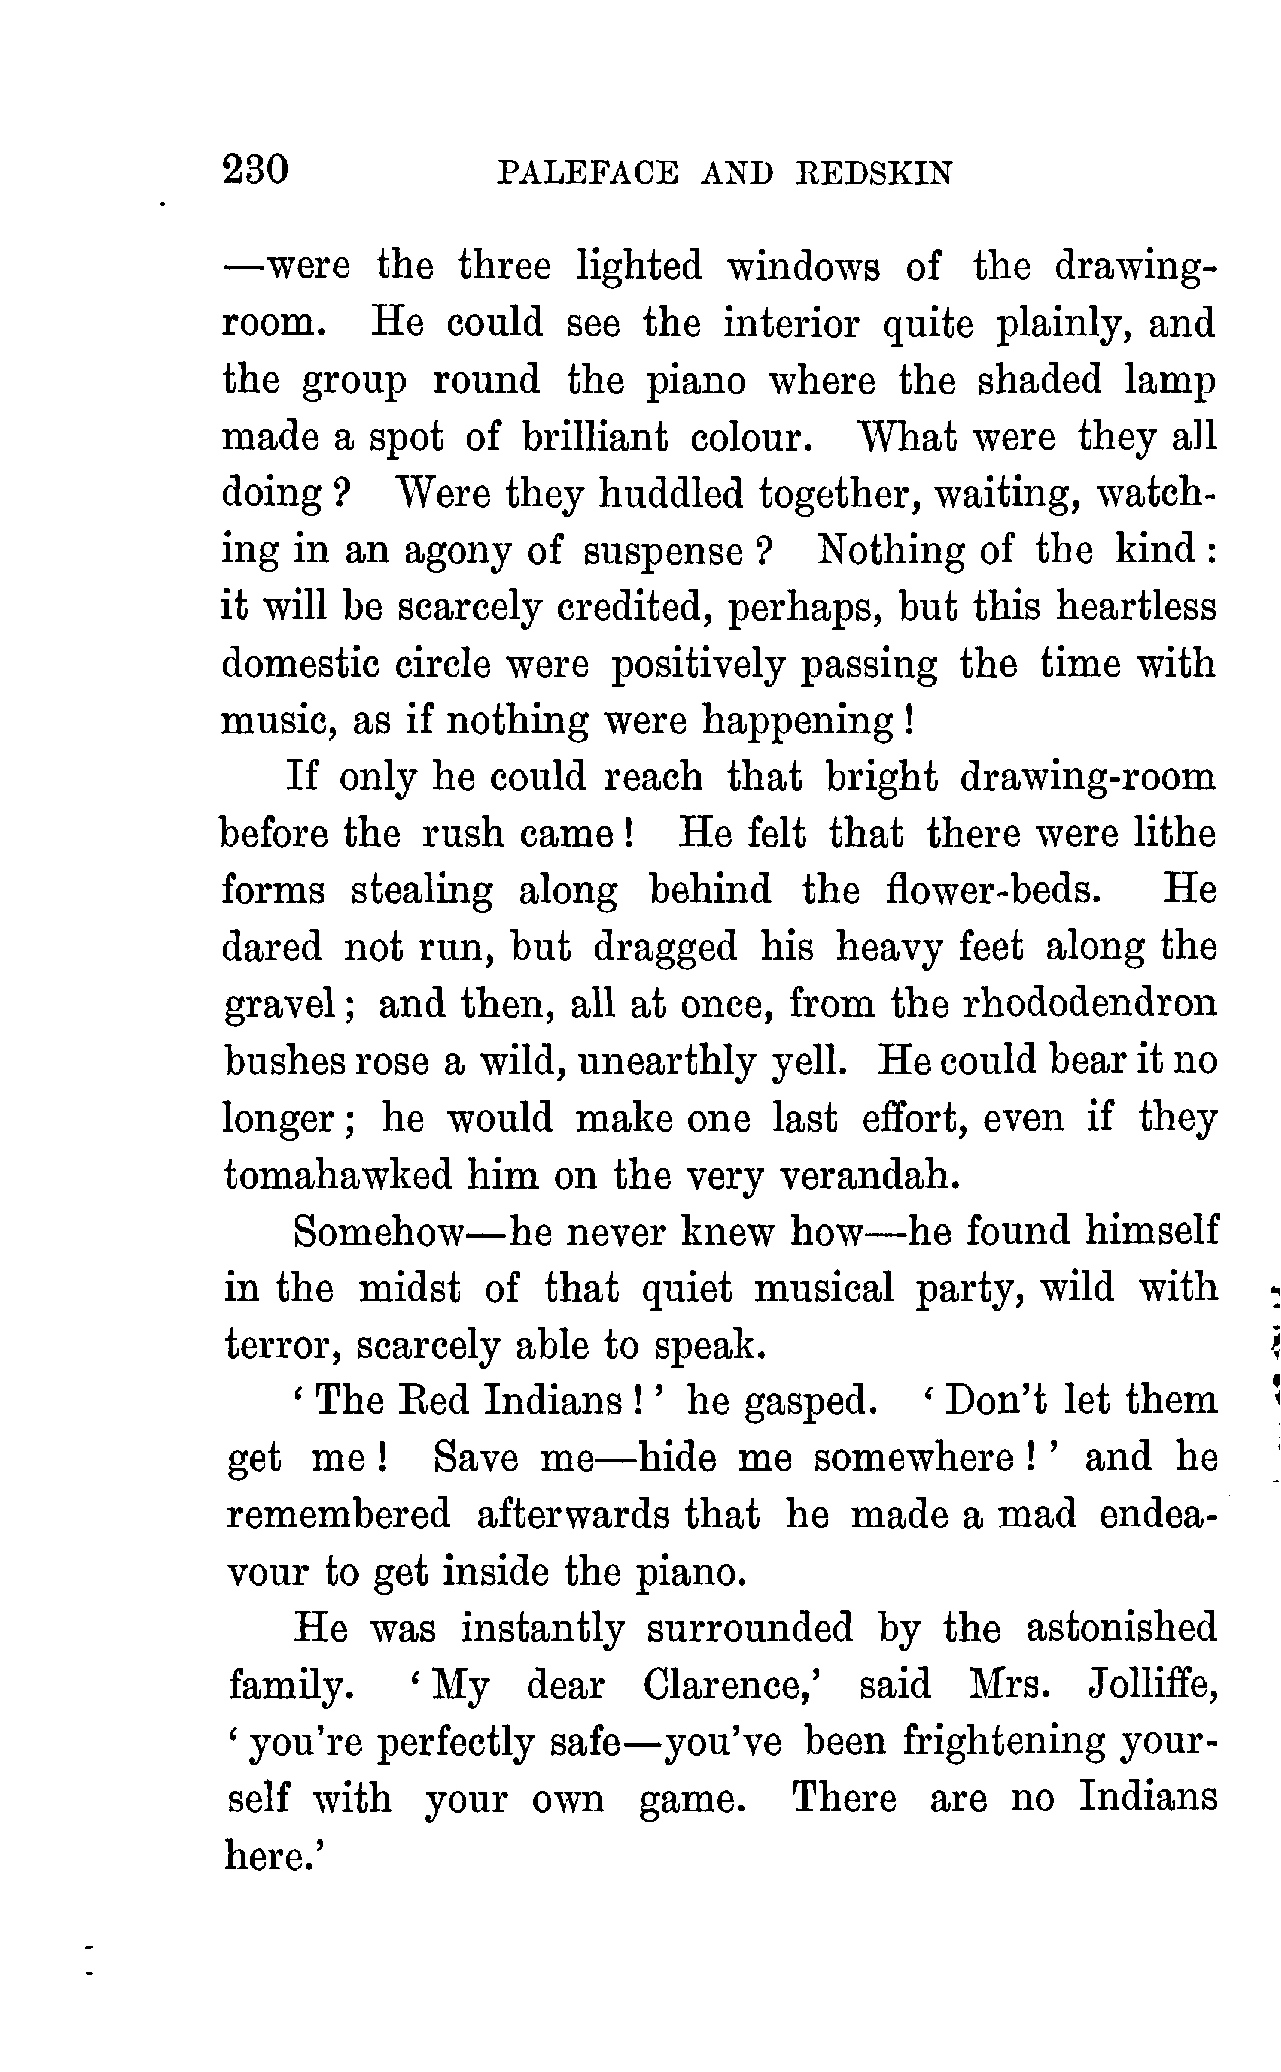 230 PALEFACE AND REDSKIN
—were the three lighted windows of the drawing-
room. He could see the interior quite plainly, and
the group round the piano where the shaded lamp
made a spot of brilliant colour. What were they all
doing ? Were they huddled together, waiting, watch-
ing in an agony of suspense ? Nothing of the kind :
it will be scarcely credited, perhaps, but this heartless
domestic circle were positively passing the time with
music, as if nothing were happening !
If only he could reach that bright drawing-room
before the rush came ! He felt that there were lithe
forms stealing along behind the flower-beds. He
dared not run, but dragged his heavy feet along the
gravel ; and then, all at once, from the rhododendron
bushes rose a wild, unearthly yell. He could bear it no
longer ; he would make one last effort, even if they
tomahawked him on the very verandah.
Somehow—he never knew how—he found himself
in the midst of that quiet musical party, wild with
terror, scarcely able to speak.
‘ The Red Indians ! ’ he gasped. ‘ Don’t let them
get me ! Save me—hide me somewhere ! ’ and he
remembered afterwards that he made a mad endea-
vour to get inside the piano.
He was instantly surrounded by the astonished
family. ‘ My dear Clarence,’ said Mrs. Jolliffe,
‘ you’re perfectly safe—you’ve been frightening your-
self with your own game. There are no Indians
here.’